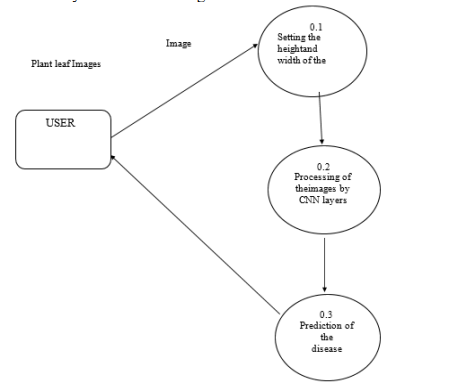 Image
Plant leaf Images
USER
0.1
Setting the
heightand
width of the
0.2
Processing of
theimages by
CNN layers
0.3
Prediction of
the
disease